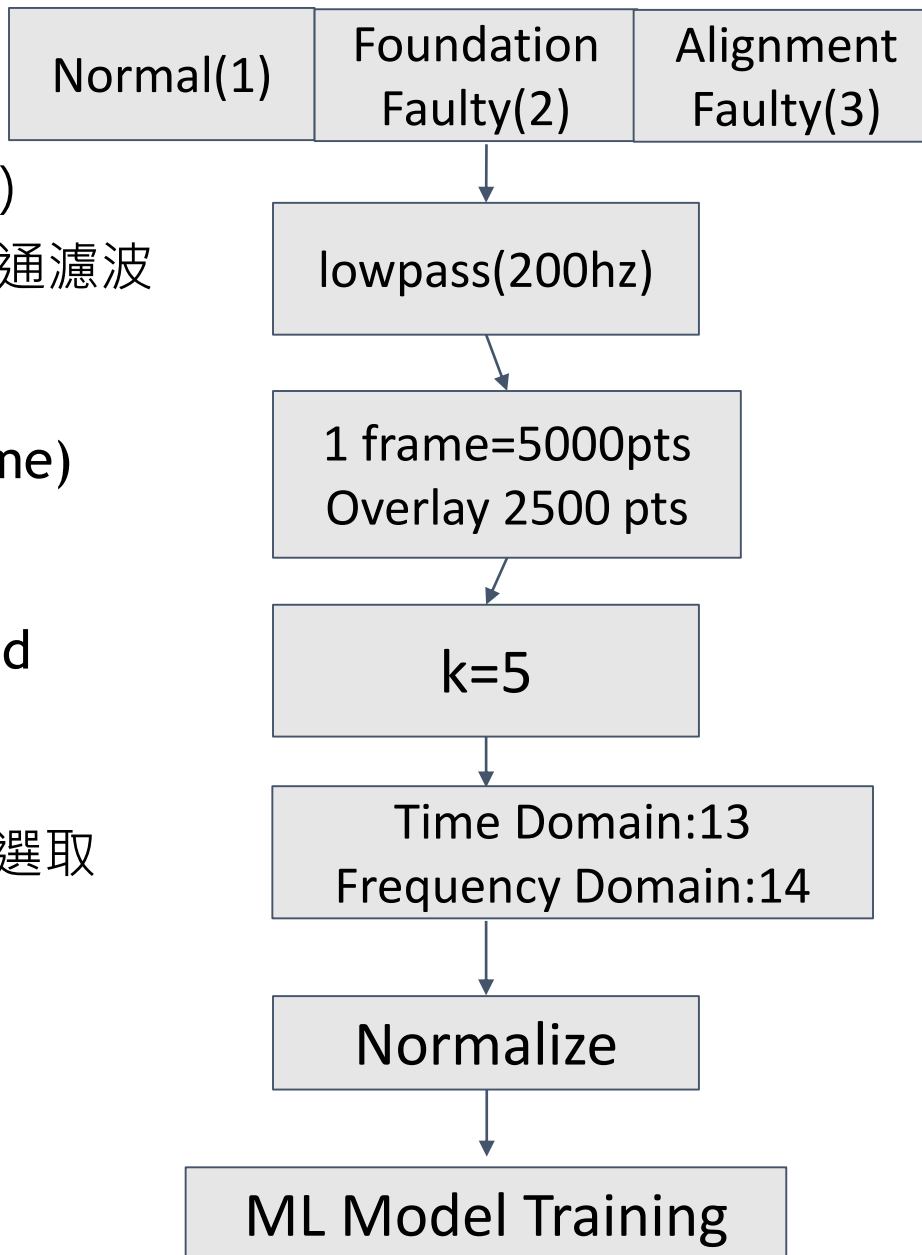 Normal(1)
Foundation
Faulty(2)
Alignment
Faulty(3)
)
通濾波
lowpass(200hz)
me)
1 frame=5000pts
Overlay 2500 pts
d
k=5
選取
Time Domain:13
Frequency Domain:14
Normalize
ML Model Training